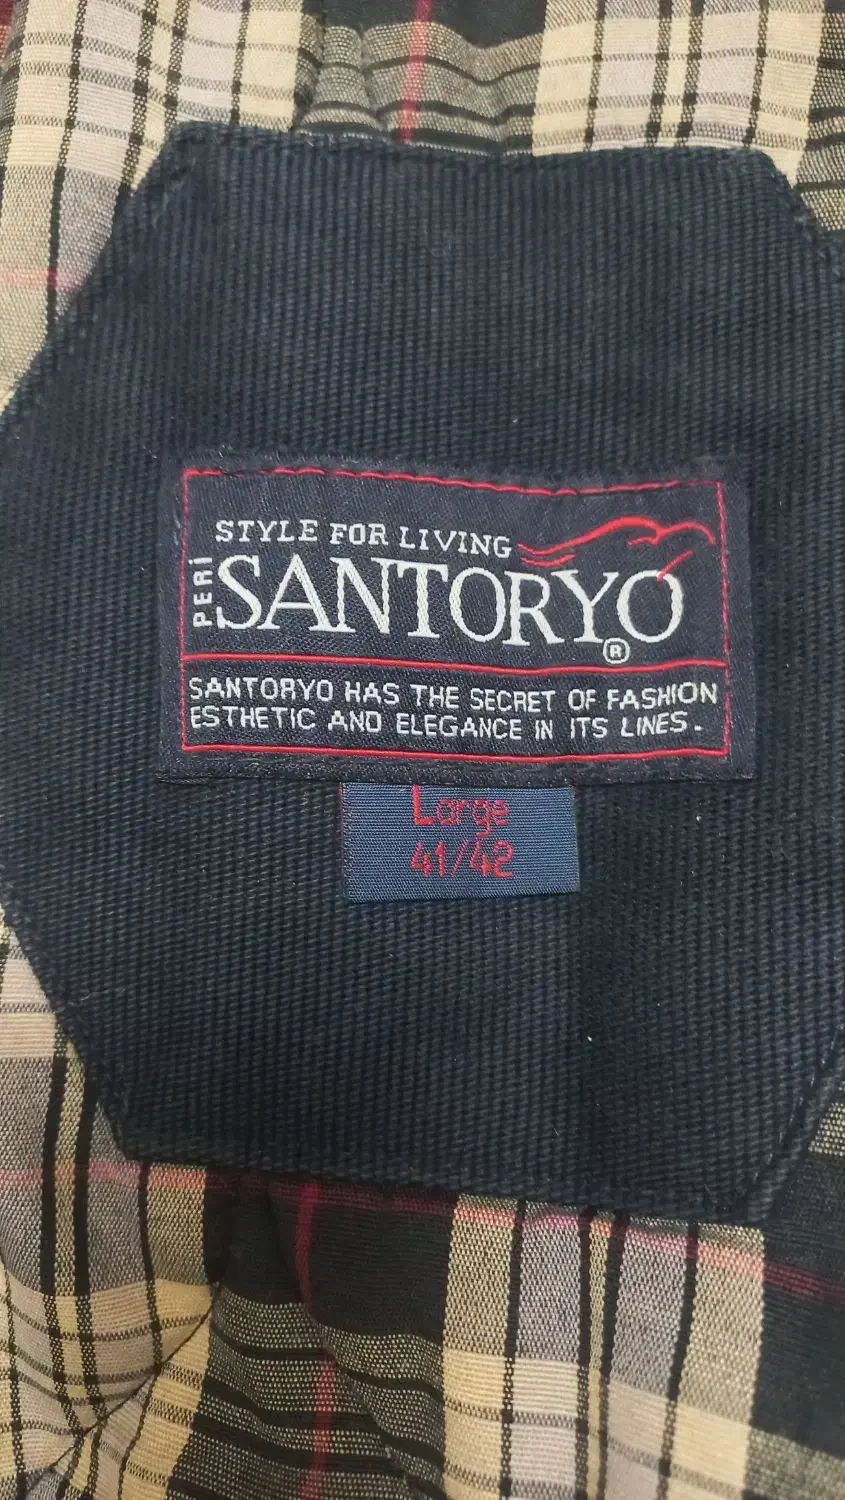 STYLE FOR LIVING
PERİ
SANTORYO
®
SANTORYO HAS THE SECRET OF FASHION
ESTHETIC AND ELEGANCE IN ITS LINES.
Large
41/42